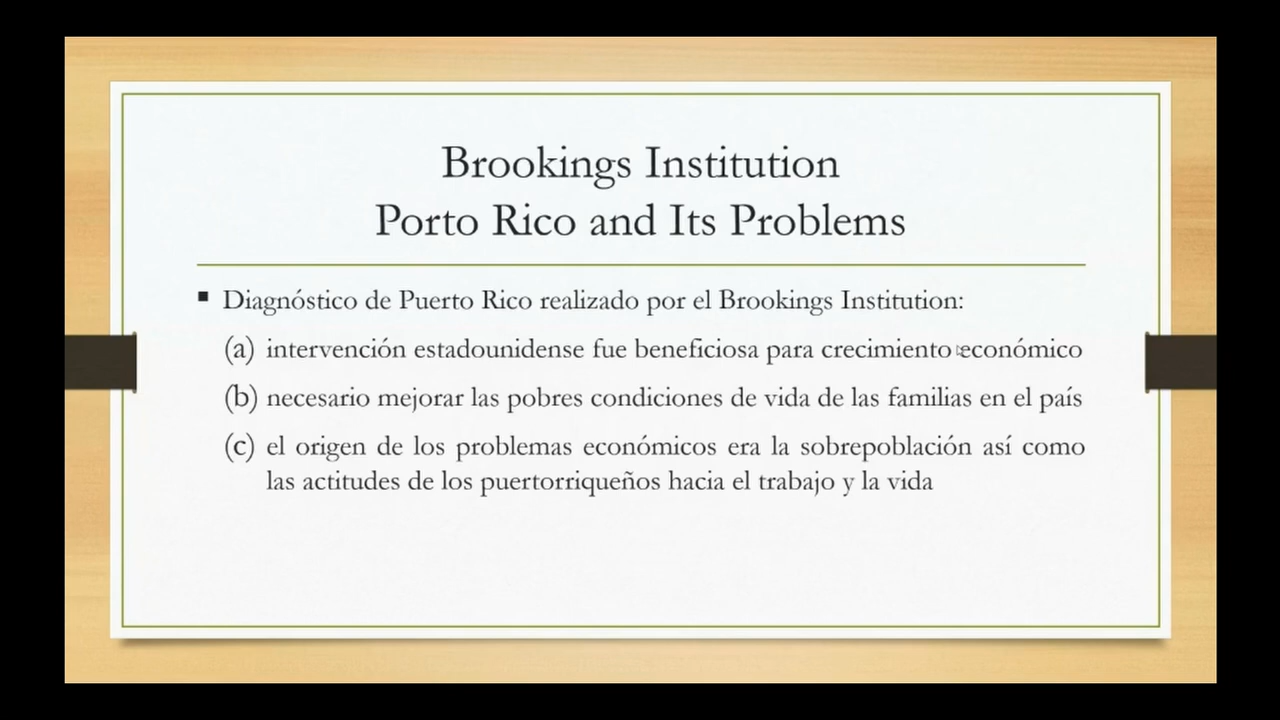 Brookings Institution
Porto Rico and Its Problems
▪ Diagnóstico de Puerto Rico realizado por el Brookings Institution:
(a) intervención estadounidense fue beneficiosa para crecimiento económico
(b) necesario mejorar las pobres condiciones de vida de las familias en el país
(c) el origen de los problemas económicos era la sobrepoblación así como
las actitudes de los puertorriqueños hacia el trabajo y la vida